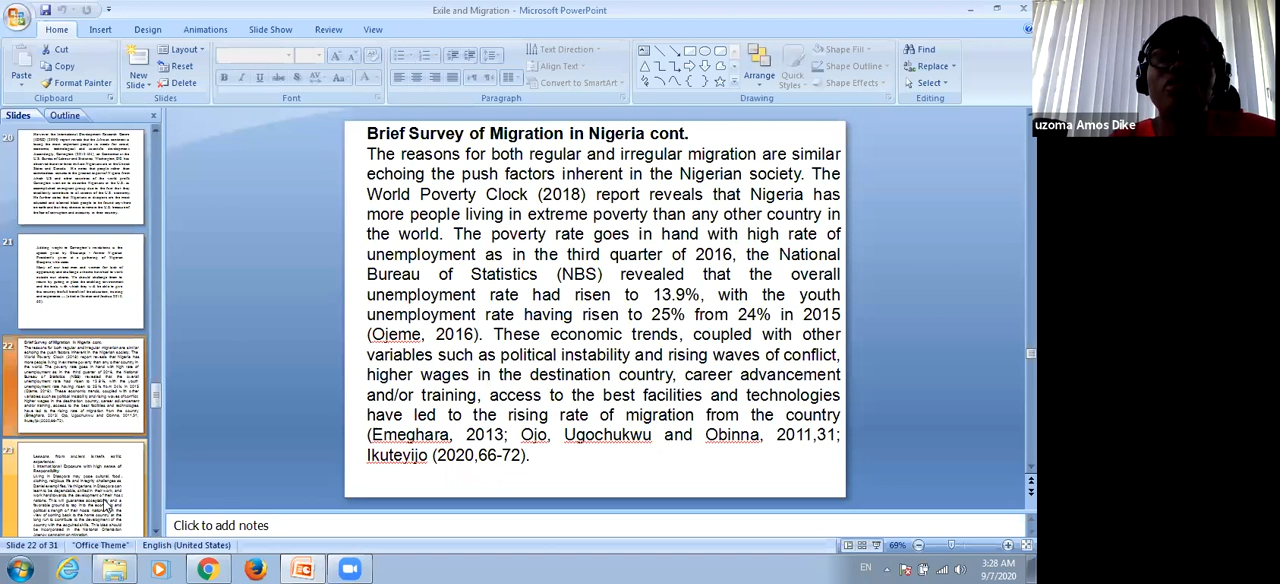 Exile and Migration - Microsoft PowerPoint
Home Insert Design Animations Slide Show Review View
Cut
Copy
Format Painter
Paste
Clipboard
New Slide
Layout
Reset
Delete
Slides
Font
Text Direction
Align Text
Convert to SmartArt
Paragraph
Arrange
Quick Styles
Shape Fill
Shape Outline
Shape Effects
Drawing
Find
Replace
Select
Editing
uzoma Amos Dike
Slides Outline
20
21
22
23
Brief Survey of Migration in Nigeria cont.
The reasons for both regular and irregular migration are similar
echoing the push factors inherent in the Nigerian society. The
World Poverty Clock (2018) report reveals that Nigeria has
more people living in extreme poverty than any other country in
the world. The poverty rate goes in hand with high rate of
unemployment as in the third quarter of 2016, the National
Bureau of Statistics (NBS) revealed that the overall
unemployment rate had risen to 13.9%, with the youth
unemployment rate having risen to 25% from 24% in 2015
(Ojeme, 2016). These economic trends, coupled with other
variables such as political instability and rising waves of conflict,
higher wages in the destination country, career advancement
and/or training, access to the best facilities and technologies
have led to the rising rate of migration from the country
(Emeghara, 2013; Ojo, Ugochukwu and Obinna, 2011,31;
Ikuteyijo (2020,66-72).
Click to add notes
Slide 22 of 31 "Office Theme" English (United States) 69%
EN 3:28 AM
9/7/2020